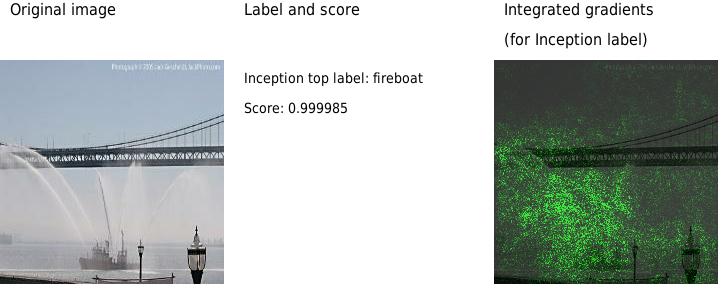 Original image
Label and score
Integrated gradients
(for Inception label)
Inception top label: fireboat
Score: 0.999985